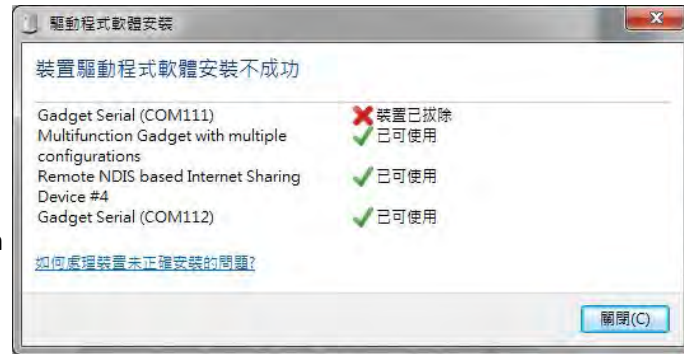 驅動程式軟體安裝
裝置驅動程式軟體安裝不成功
Gadget Serial (COM111) 裝置已拔除
Multifunction Gadget with multiple 已可使用
configurations
Remote NDIS based Internet Sharing 已可使用
Device #4
Gadget Serial (COM112) 已可使用
n
如何處理裝置未正確安裝的問題?
關閉(C)